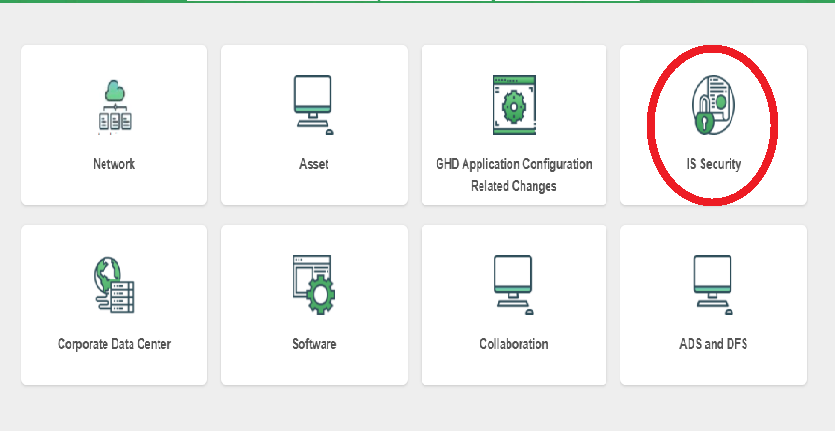 Network
Asset
GHD Application Configuration
Related Changes
IS Security
Corporate Data Center
Software
Collaboration
ADS and DFS